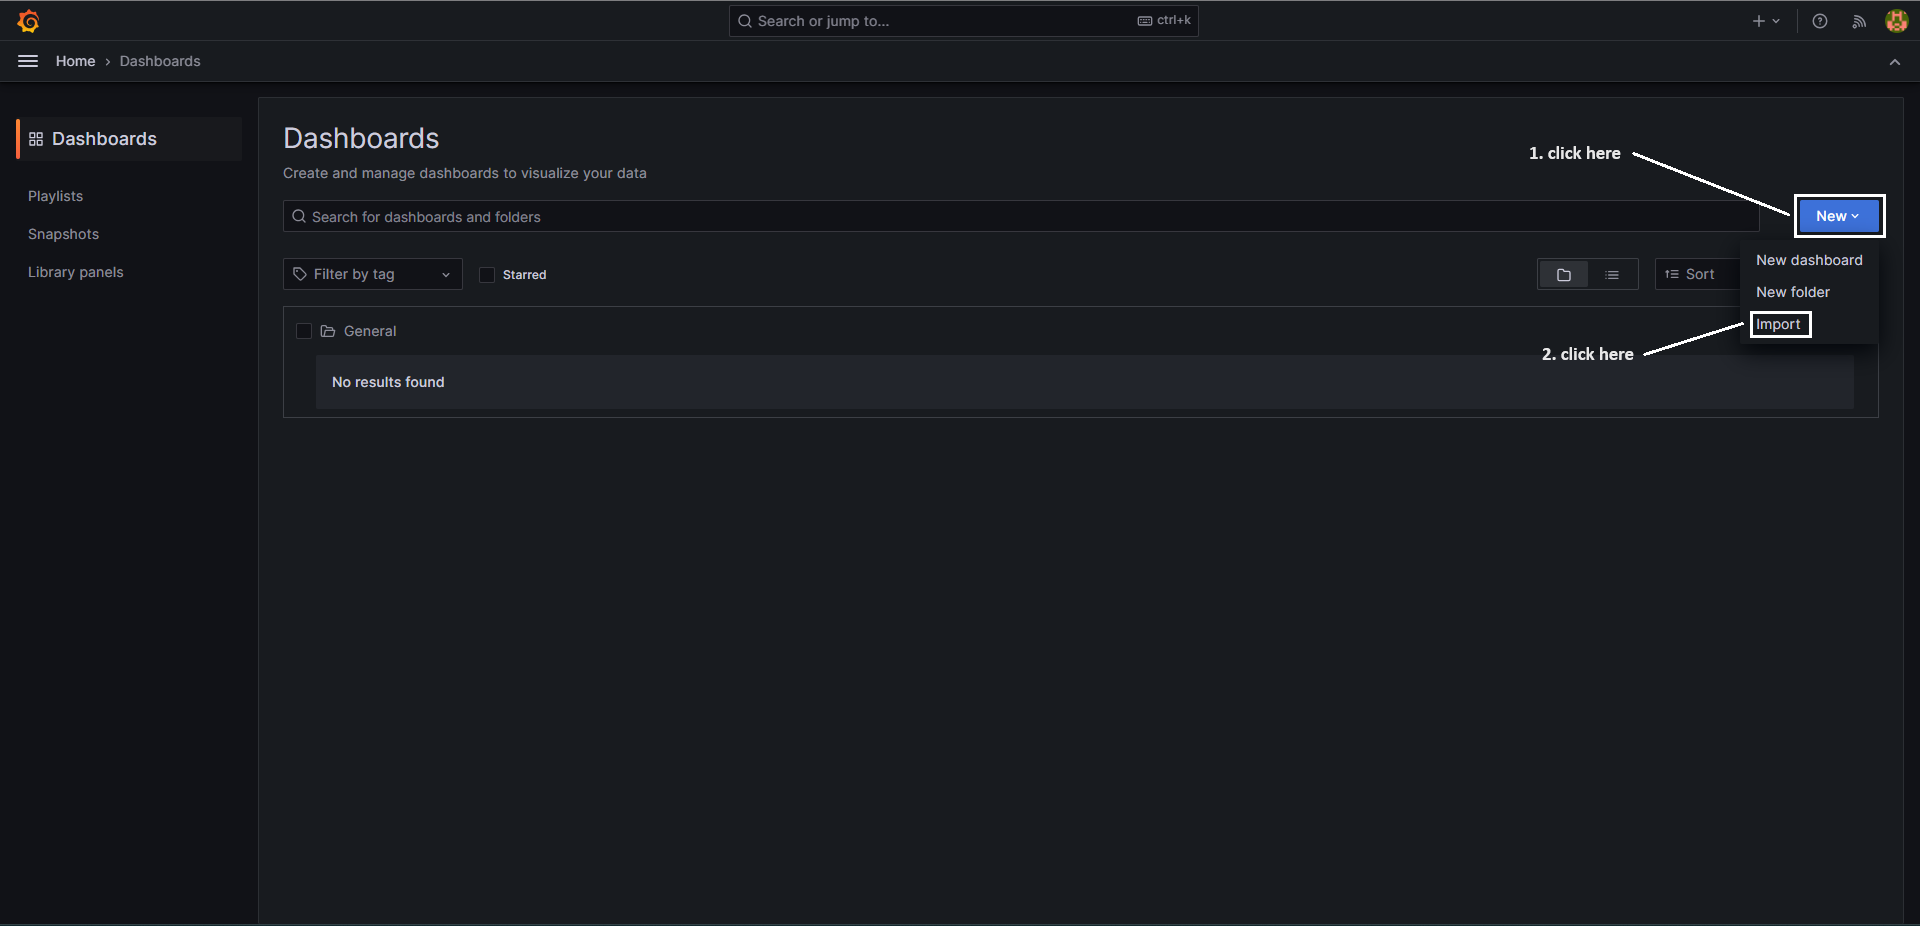 Search or jump to...
ctrl+k
Home › Dashboards
Dashboards
Playlists
Snapshots
Library panels
Dashboards
Create and manage dashboards to visualize your data
1. click here
Search for dashboards and folders
New
Filter by tag
Starred
Sort
New dashboard
New folder
Import
2. click here
General
No results found